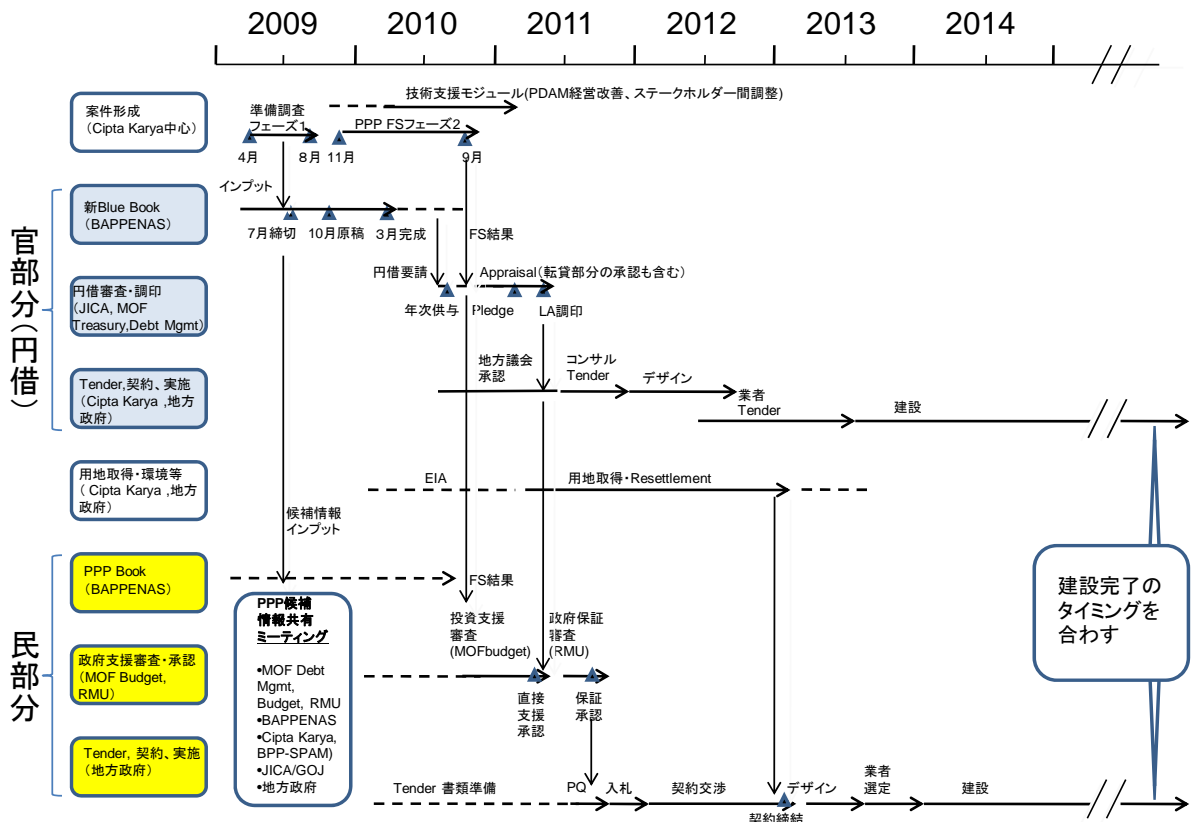 2009
2010
2011
2012
2013
2014
案件形成
（Cipta Karya中心）
技術支援モジュール(PDAM経営改善、ステークホルダー間調整)
準備調査
フェーズ1
PPP FSフェーズ2
4月
8月
11月
9月
官部分（円借）
インプット
新Blue Book
（BAPPENAS）
7月締切
10月原稿
3月完成
FS結果
円借審査・調印
（JICA, MOF
Treasury,Debt Mgmt）
円借要請
Appraisal（転貸部分の承認も含む）
年次供与
Pledge
LA調印
Tender,契約、実施
（Cipta Karya ,地方
政府）
地方議会
承認
コンサル
Tender
デザイン
業者
Tender
建設
用地取得・環境等
（ Cipta Karya ,地方
政府）
EIA
用地取得・Resettlement
候補情報
インプット
民部分
PPP Book
（BAPPENAS）
FS結果
PPP候補
情報共有
ミーティング
•MOF Debt
Mgmt,
Budget, RMU
•BAPPENAS
•Cipta Karya,
BPP-SPAM)
•JICA/GOJ
•地方政府
投資支援
審査
(MOFbudget)
政府保証
審査
(RMU)
政府支援審査・承認
（MOF Budget,
RMU）
直接
支援
承認
保証
承認
Tender, 契約、実施
（地方政府）
Tender 書類準備
PQ
入札
契約交渉
契約締結
デザイン
業者
選定
建設
建設完了の
タイミングを
合わす